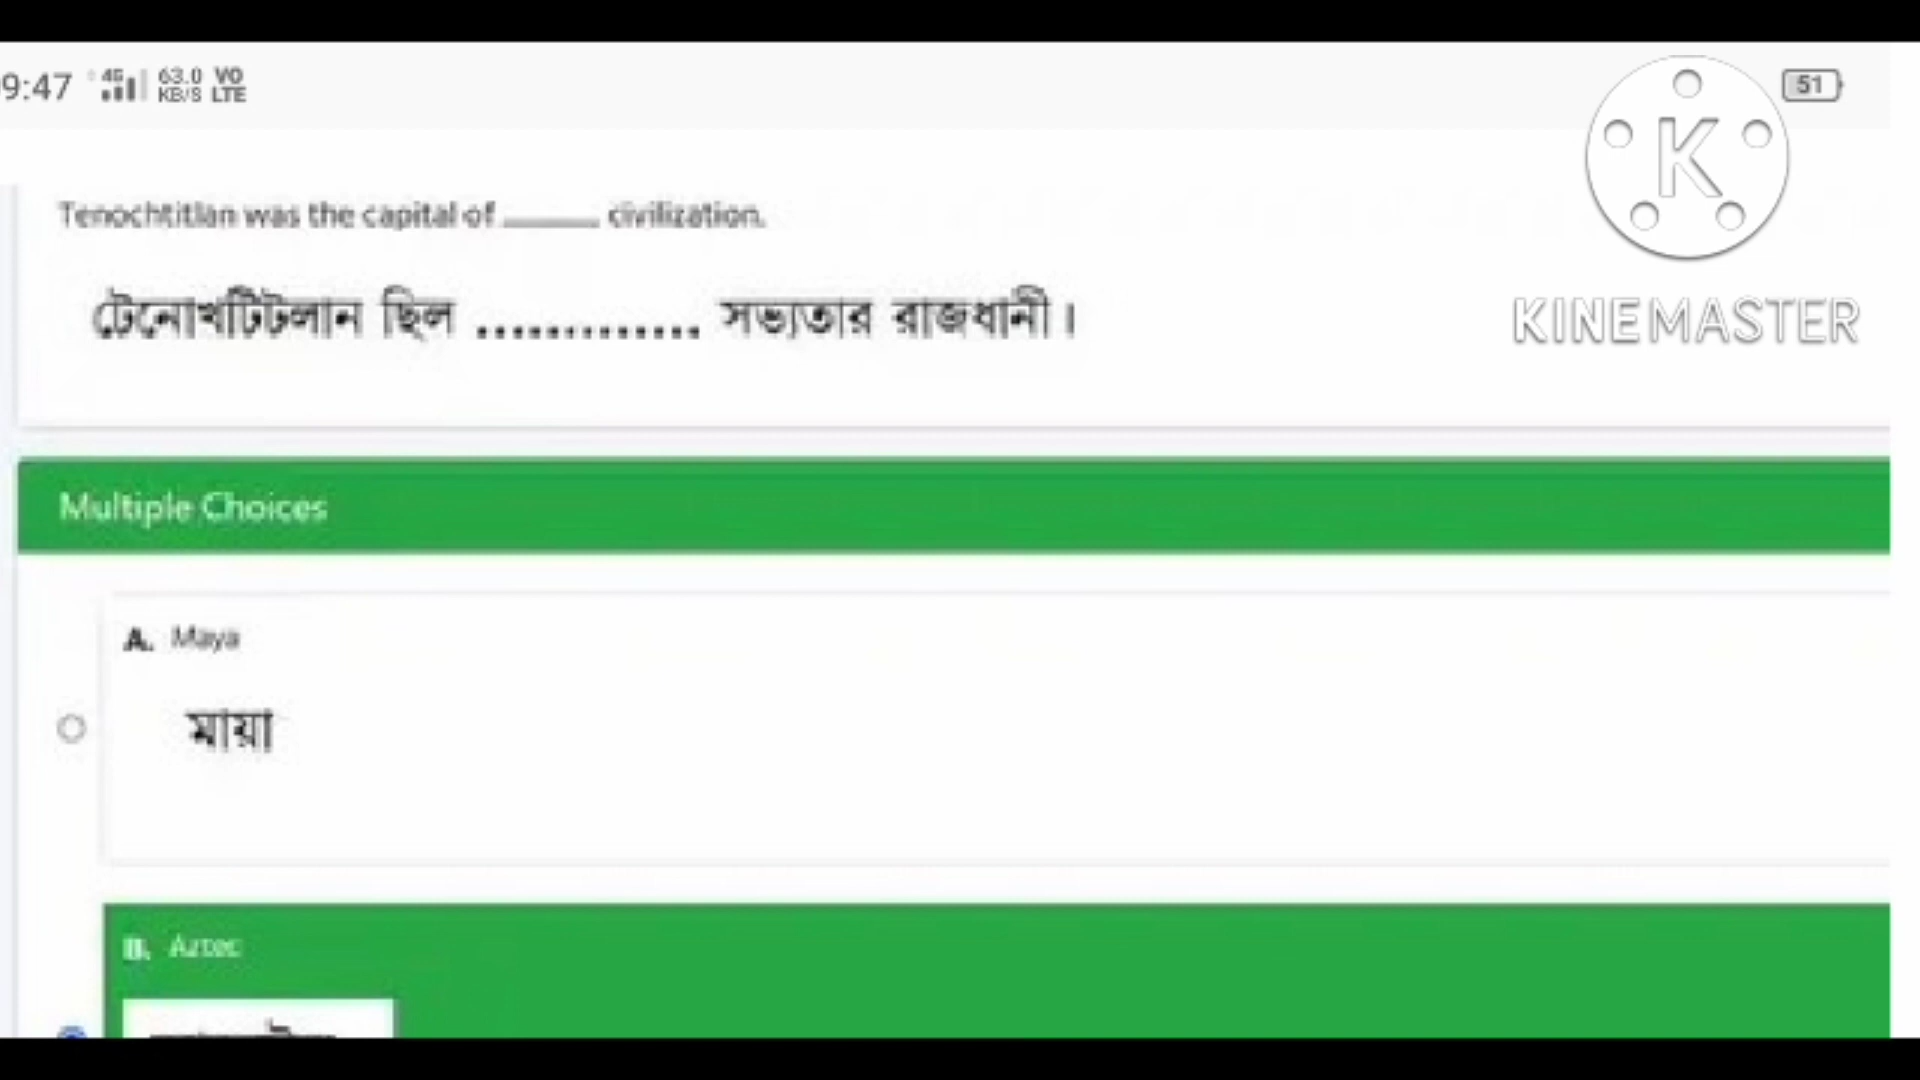 9:47 4G 63.0 KB/S VO LTE 51
KINEMASTER
Tenochtitlan was the capital of ______ civilization.
টেনোখটিটলান ছিল ............. সভ্যতার রাজধানী।
Multiple Choices
A. Maya
মায়া
B. Aztec